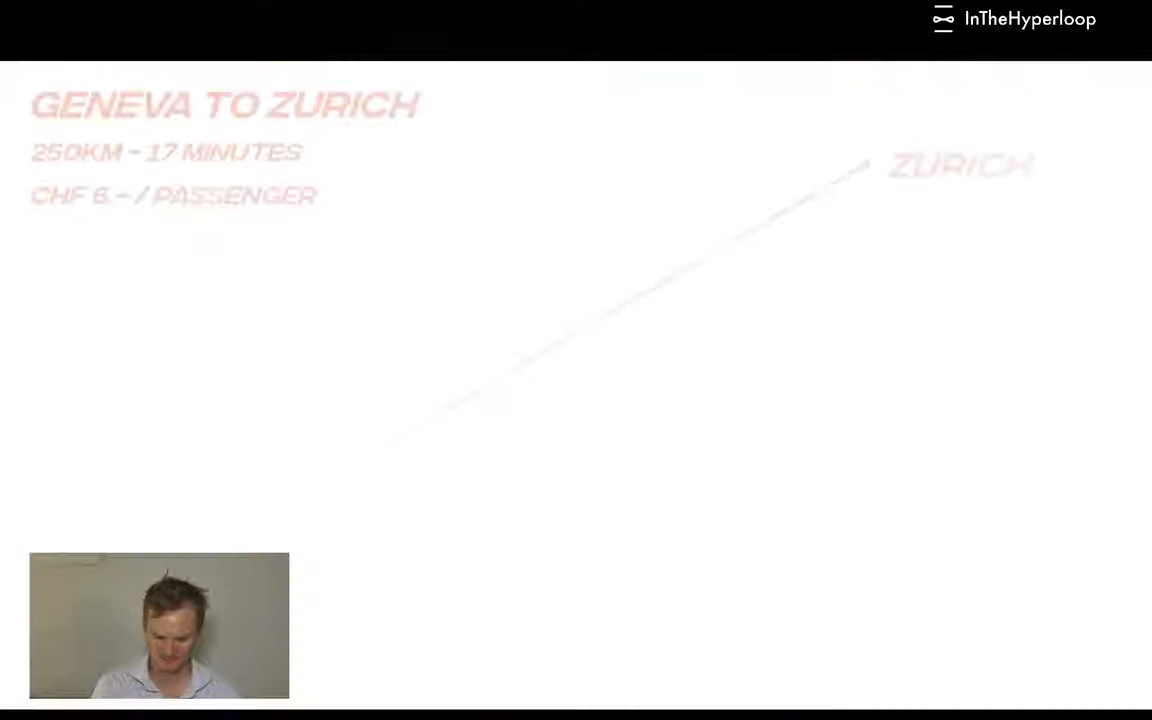 InTheHyperloop
GENEVA TO ZURICH
250KM - 17 MINUTES
CHF 6.- / PASSENGER
ZURICH